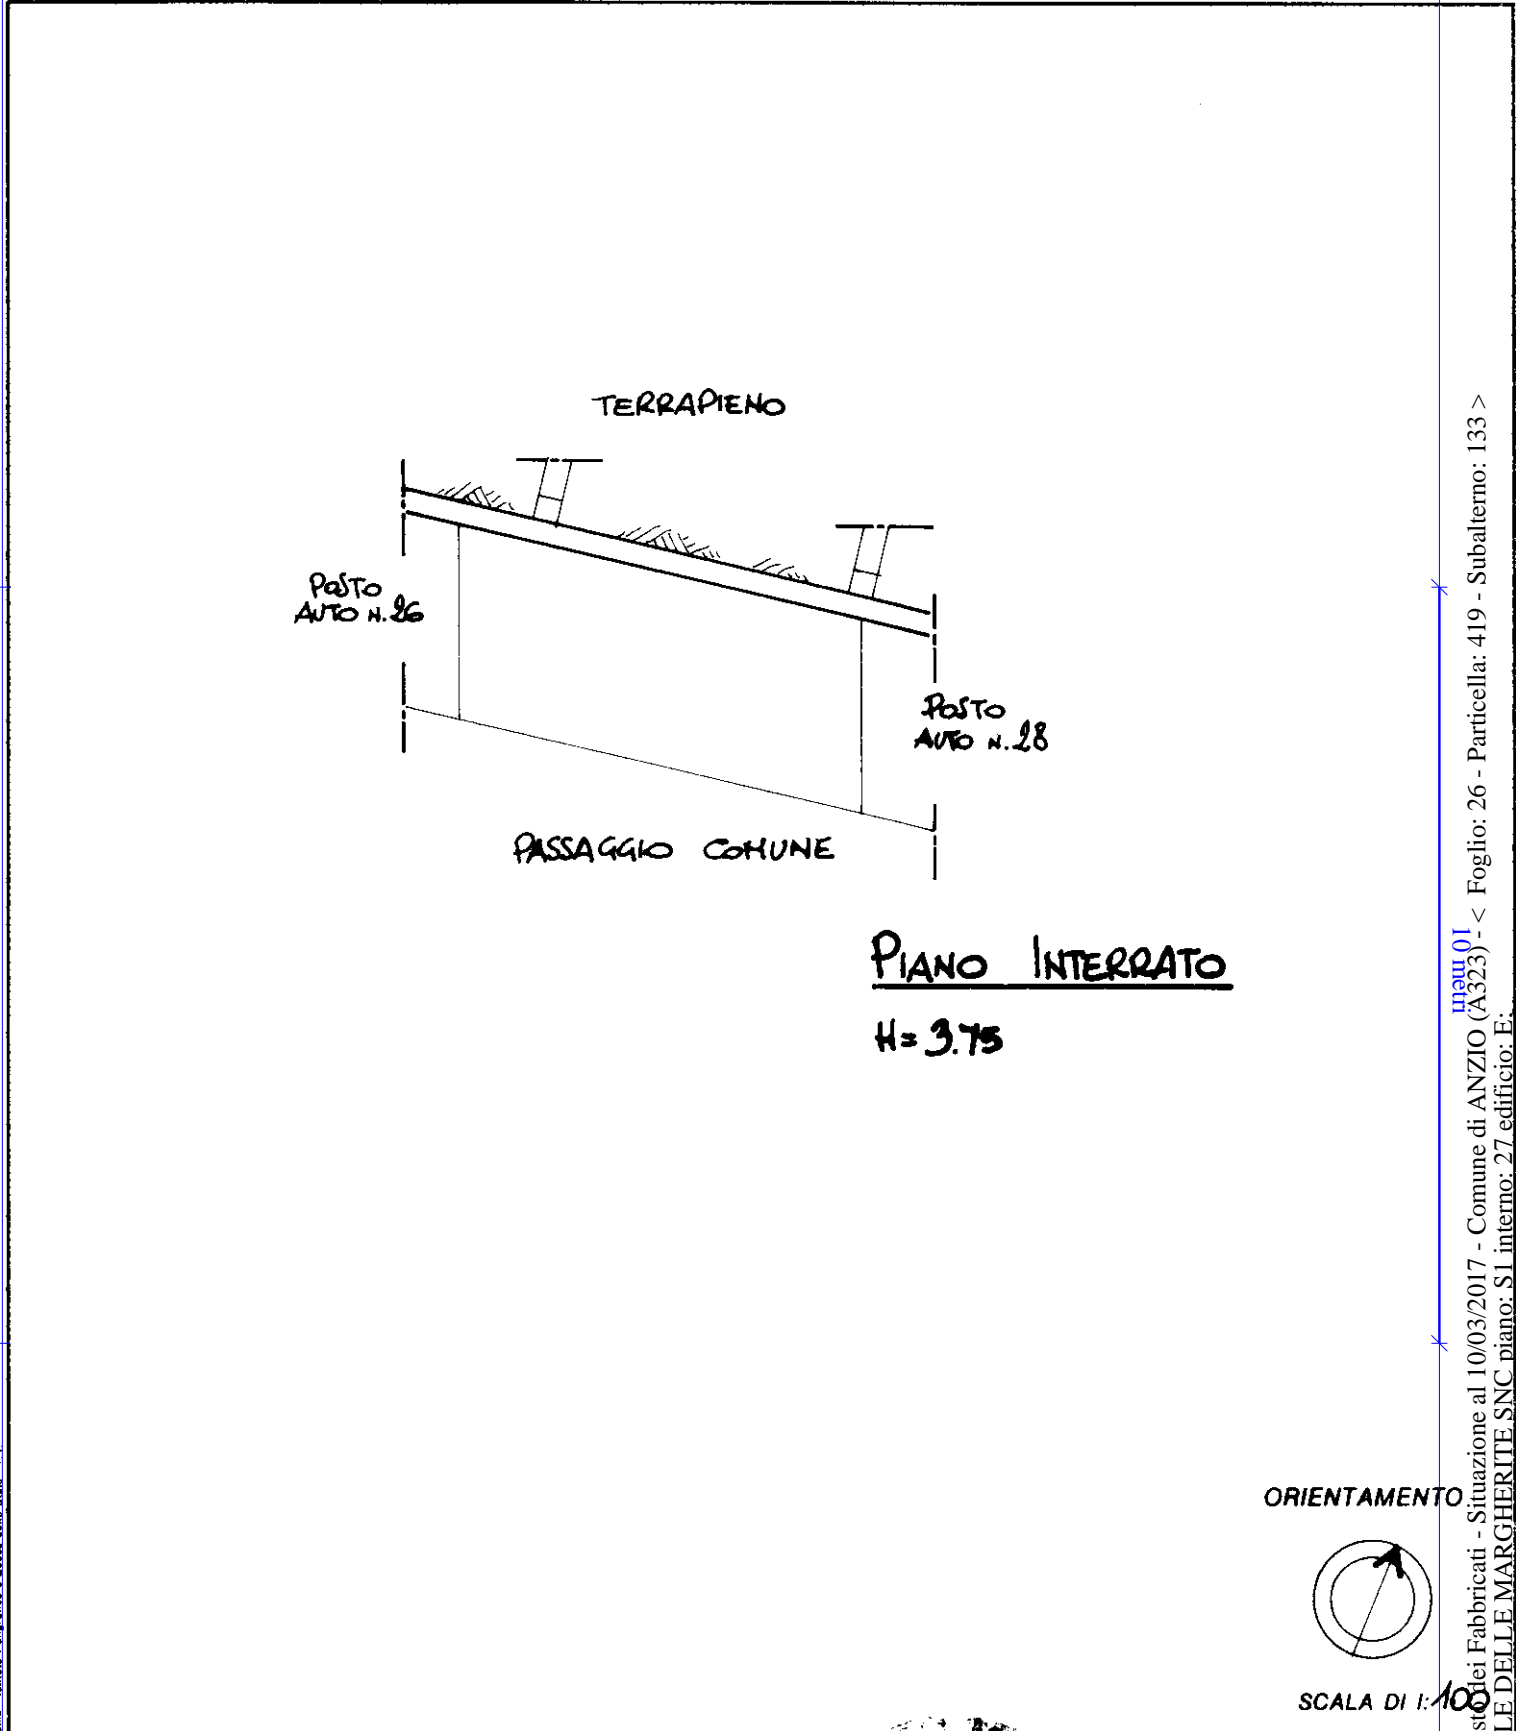 TERRAPIENO
POSTO
AUTO N.26
POSTO
AUTO N.28
PASSAGGIO COMUNE
PIANO INTERRATO
H= 3.75
ORIENTAMENTO
SCALA DI 1:100
10 metri
dei Fabbricati - Situazione al 10/03/2017 - Comune di ANZIO (A323) - < Foglio: 26 - Particella: 419 - Subalterno: 133 >
DELLE MARGHERITE SNC piano: S1 interno: 27 edificio: E;